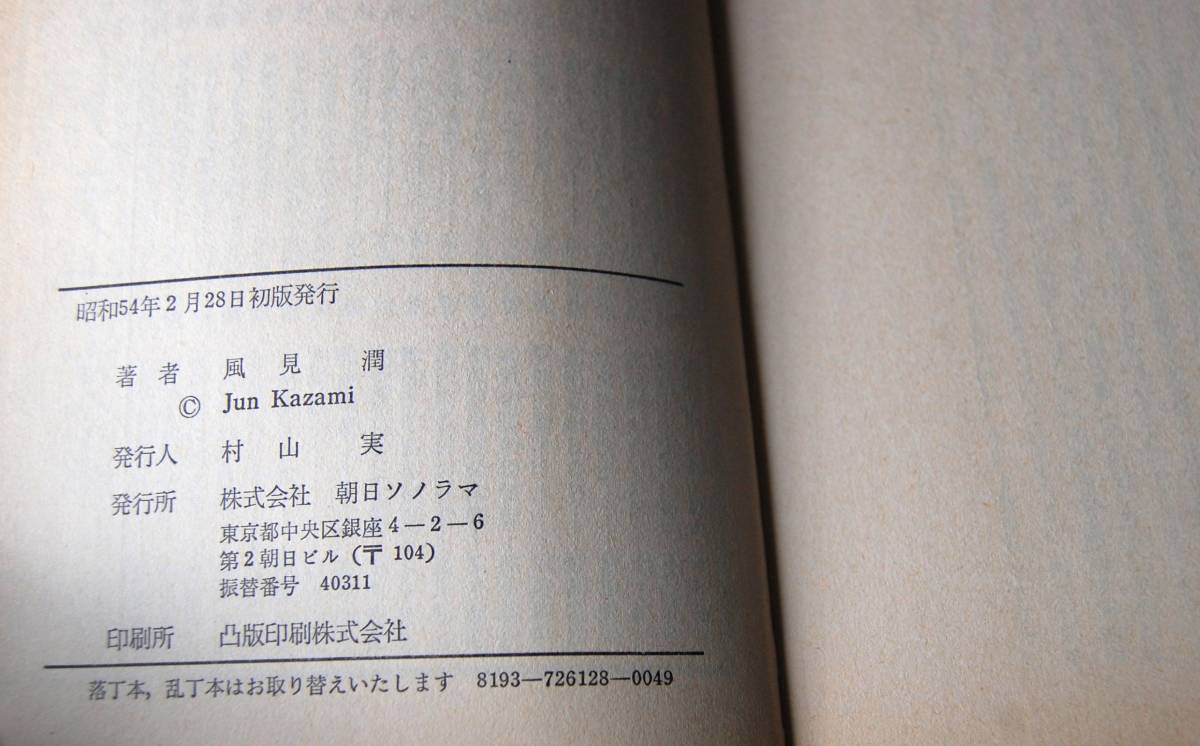 昭和54年2月28日初版発行
著者 風見 潤
© Jun Kazami
発行人 村山 実
発行所 株式会社 朝日ソノラマ
東京都中央区銀座4—2—6
第2朝日ビル(〒104)
振替番号 40311
印刷所 凸版印刷株式会社
落丁本,乱丁本はお取り替えいたします 8193—726128—0049